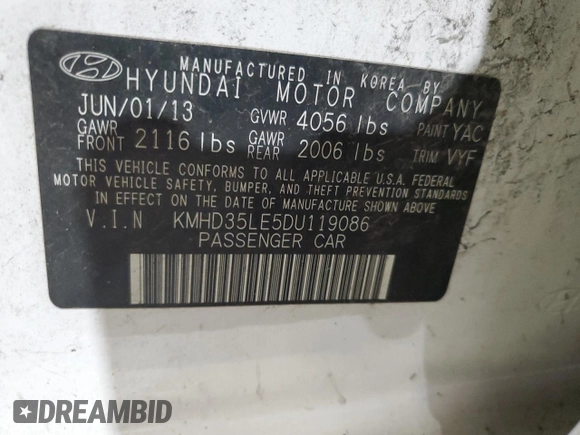 MANUFACTURED IN KOREA BY
HYUNDAI MOTOR COMPANY
JUN/01/13 GVWR 4056 lbs PAINT YAC
GAWR FRONT 2116 lbs GAWR REAR 2006 lbs TRIM VYF
THIS VEHICLE CONFORMS TO ALL APPLICABLE U.S.A. FEDERAL
MOTOR VEHICLE SAFETY, BUMPER, AND THEFT PREVENTION STANDARDS
IN EFFECT ON THE DATE OF MANUFACTURE SHOWN ABOVE.
V.I.N KMHD35LE5DU119086
PASSENGER CAR
DREAMBID